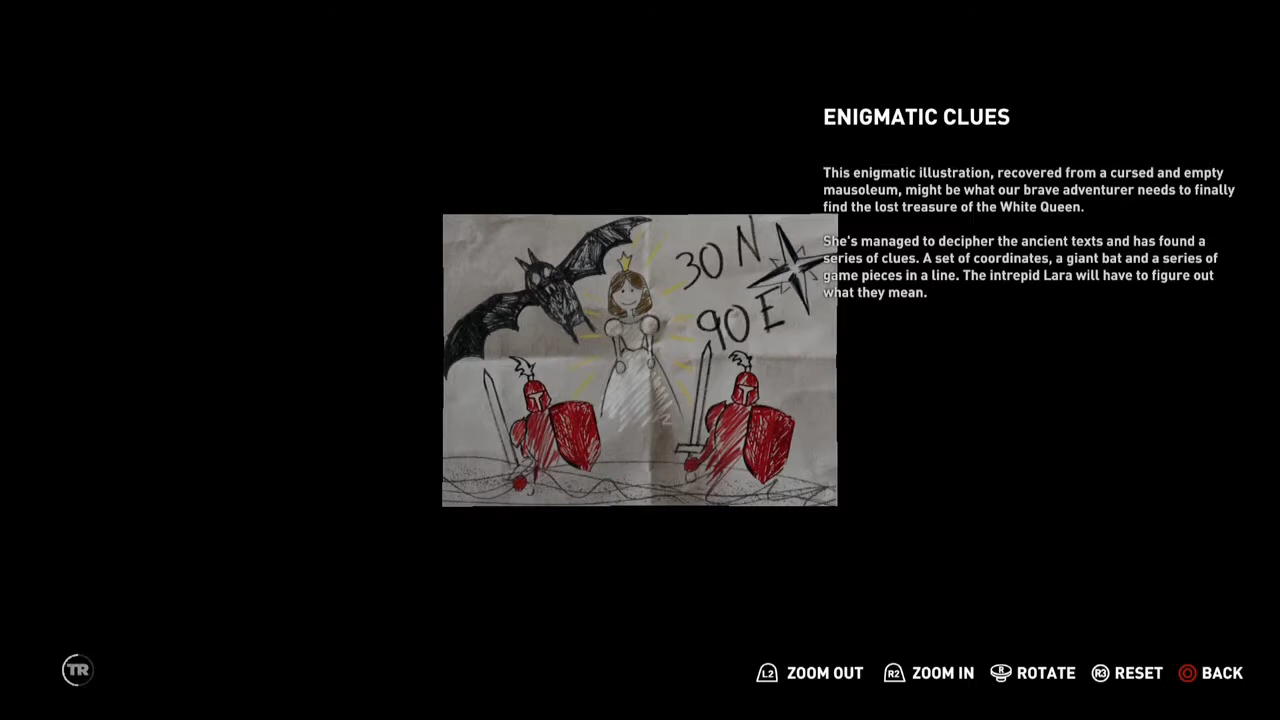 ENIGMATIC CLUES
This enigmatic illustration, recovered from a cursed and empty
mausoleum, might be what our brave adventurer needs to finally
find the lost treasure of the White Queen.
She's managed to decipher the ancient texts and has found a
series of clues. A set of coordinates, a giant bat and a series of
game pieces in a line. The intrepid Lara will have to figure out
what they mean.
30 N
90 E
TR
L2 ZOOM OUT R2 ZOOM IN R ROTATE R3 RESET BACK